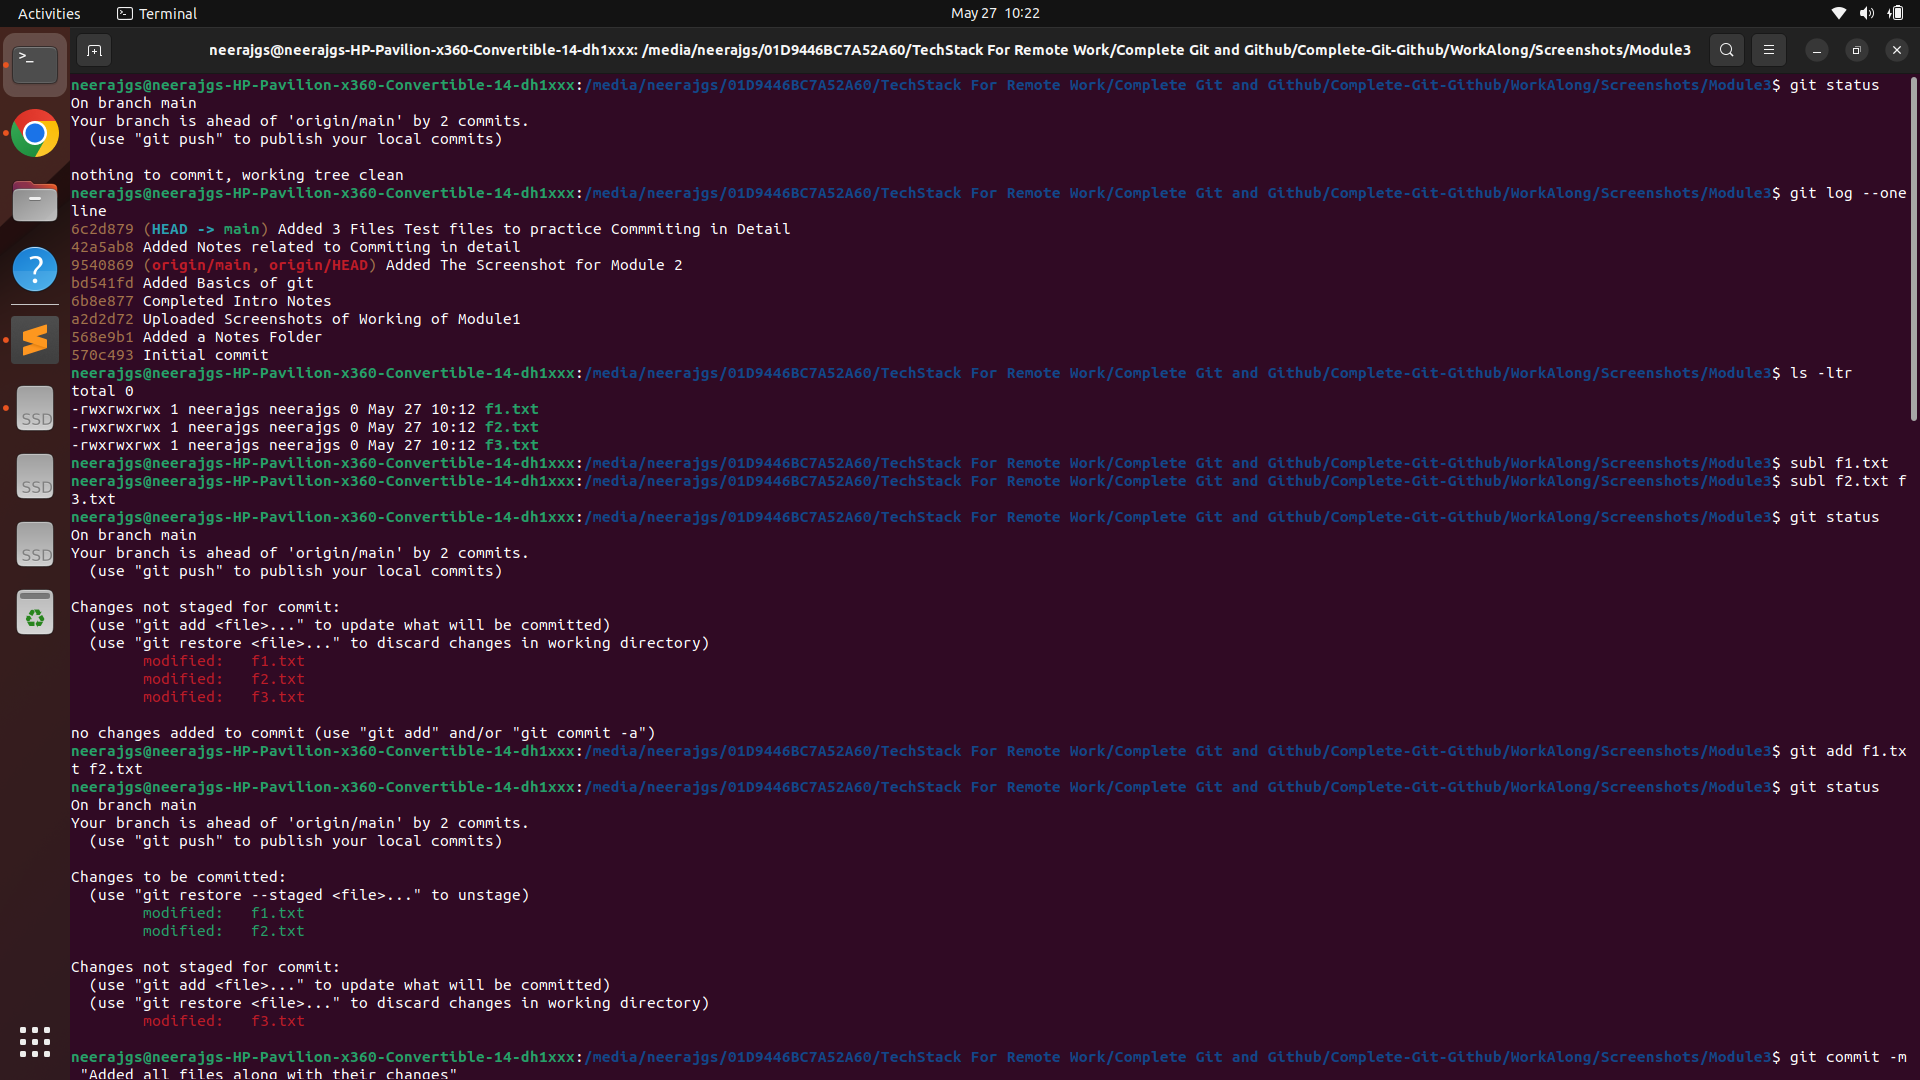 Activities
Terminal
May 27 10:22
neerajgs@neerajgs-HP-Pavilion-x360-Convertible-14-dh1xxx: /media/neerajgs/01D9446BC7A52A60/TechStack For Remote Work/Complete Git and Github/Complete-Git-Github/WorkAlong/Screenshots/Module3
neerajgs@neerajgs-HP-Pavilion-x360-Convertible-14-dh1xxx:/media/neerajgs/01D9446BC7A52A60/TechStack For Remote Work/Complete Git and Github/Complete-Git-Github/WorkAlong/Screenshots/Module3$ git status
On branch main
Your branch is ahead of 'origin/main' by 2 commits.
  (use "git push" to publish your local commits)
nothing to commit, working tree clean
neerajgs@neerajgs-HP-Pavilion-x360-Convertible-14-dh1xxx:/media/neerajgs/01D9446BC7A52A60/TechStack For Remote Work/Complete Git and Github/Complete-Git-Github/WorkAlong/Screenshots/Module3$ git log --one
line
6c2d879 (HEAD -> main) Added 3 Files Test files to practice Commmiting in Detail
42a5ab8 Added Notes related to Commiting in detail
9540869 (origin/main, origin/HEAD) Added The Screenshot for Module 2
bd541fd Added Basics of git
6b8e877 Completed Intro Notes
a2d2d72 Uploaded Screenshots of Working of Module1
568e9b1 Added a Notes Folder
570c493 Initial commit
neerajgs@neerajgs-HP-Pavilion-x360-Convertible-14-dh1xxx:/media/neerajgs/01D9446BC7A52A60/TechStack For Remote Work/Complete Git and Github/Complete-Git-Github/WorkAlong/Screenshots/Module3$ ls -ltr
total 0
-rwxrwxrwx 1 neerajgs neerajgs 0 May 27 10:12 f1.txt
-rwxrwxrwx 1 neerajgs neerajgs 0 May 27 10:12 f2.txt
-rwxrwxrwx 1 neerajgs neerajgs 0 May 27 10:12 f3.txt
neerajgs@neerajgs-HP-Pavilion-x360-Convertible-14-dh1xxx:/media/neerajgs/01D9446BC7A52A60/TechStack For Remote Work/Complete Git and Github/Complete-Git-Github/WorkAlong/Screenshots/Module3$ subl f1.txt
neerajgs@neerajgs-HP-Pavilion-x360-Convertible-14-dh1xxx:/media/neerajgs/01D9446BC7A52A60/TechStack For Remote Work/Complete Git and Github/Complete-Git-Github/WorkAlong/Screenshots/Module3$ subl f2.txt f
3.txt
neerajgs@neerajgs-HP-Pavilion-x360-Convertible-14-dh1xxx:/media/neerajgs/01D9446BC7A52A60/TechStack For Remote Work/Complete Git and Github/Complete-Git-Github/WorkAlong/Screenshots/Module3$ git status
On branch main
Your branch is ahead of 'origin/main' by 2 commits.
  (use "git push" to publish your local commits)
Changes not staged for commit:
  (use "git add <file>..." to update what will be committed)
  (use "git restore <file>..." to discard changes in working directory)
        modified:   f1.txt
        modified:   f2.txt
        modified:   f3.txt
no changes added to commit (use "git add" and/or "git commit -a")
neerajgs@neerajgs-HP-Pavilion-x360-Convertible-14-dh1xxx:/media/neerajgs/01D9446BC7A52A60/TechStack For Remote Work/Complete Git and Github/Complete-Git-Github/WorkAlong/Screenshots/Module3$ git add f1.tx
t f2.txt
neerajgs@neerajgs-HP-Pavilion-x360-Convertible-14-dh1xxx:/media/neerajgs/01D9446BC7A52A60/TechStack For Remote Work/Complete Git and Github/Complete-Git-Github/WorkAlong/Screenshots/Module3$ git status
On branch main
Your branch is ahead of 'origin/main' by 2 commits.
  (use "git push" to publish your local commits)
Changes to be committed:
  (use "git restore --staged <file>..." to unstage)
        modified:   f1.txt
        modified:   f2.txt
Changes not staged for commit:
  (use "git add <file>..." to update what will be committed)
  (use "git restore <file>..." to discard changes in working directory)
        modified:   f3.txt
neerajgs@neerajgs-HP-Pavilion-x360-Convertible-14-dh1xxx:/media/neerajgs/01D9446BC7A52A60/TechStack For Remote Work/Complete Git and Github/Complete-Git-Github/WorkAlong/Screenshots/Module3$ git commit -m
 "Added all files along with their changes"
SSD
SSD
SSD